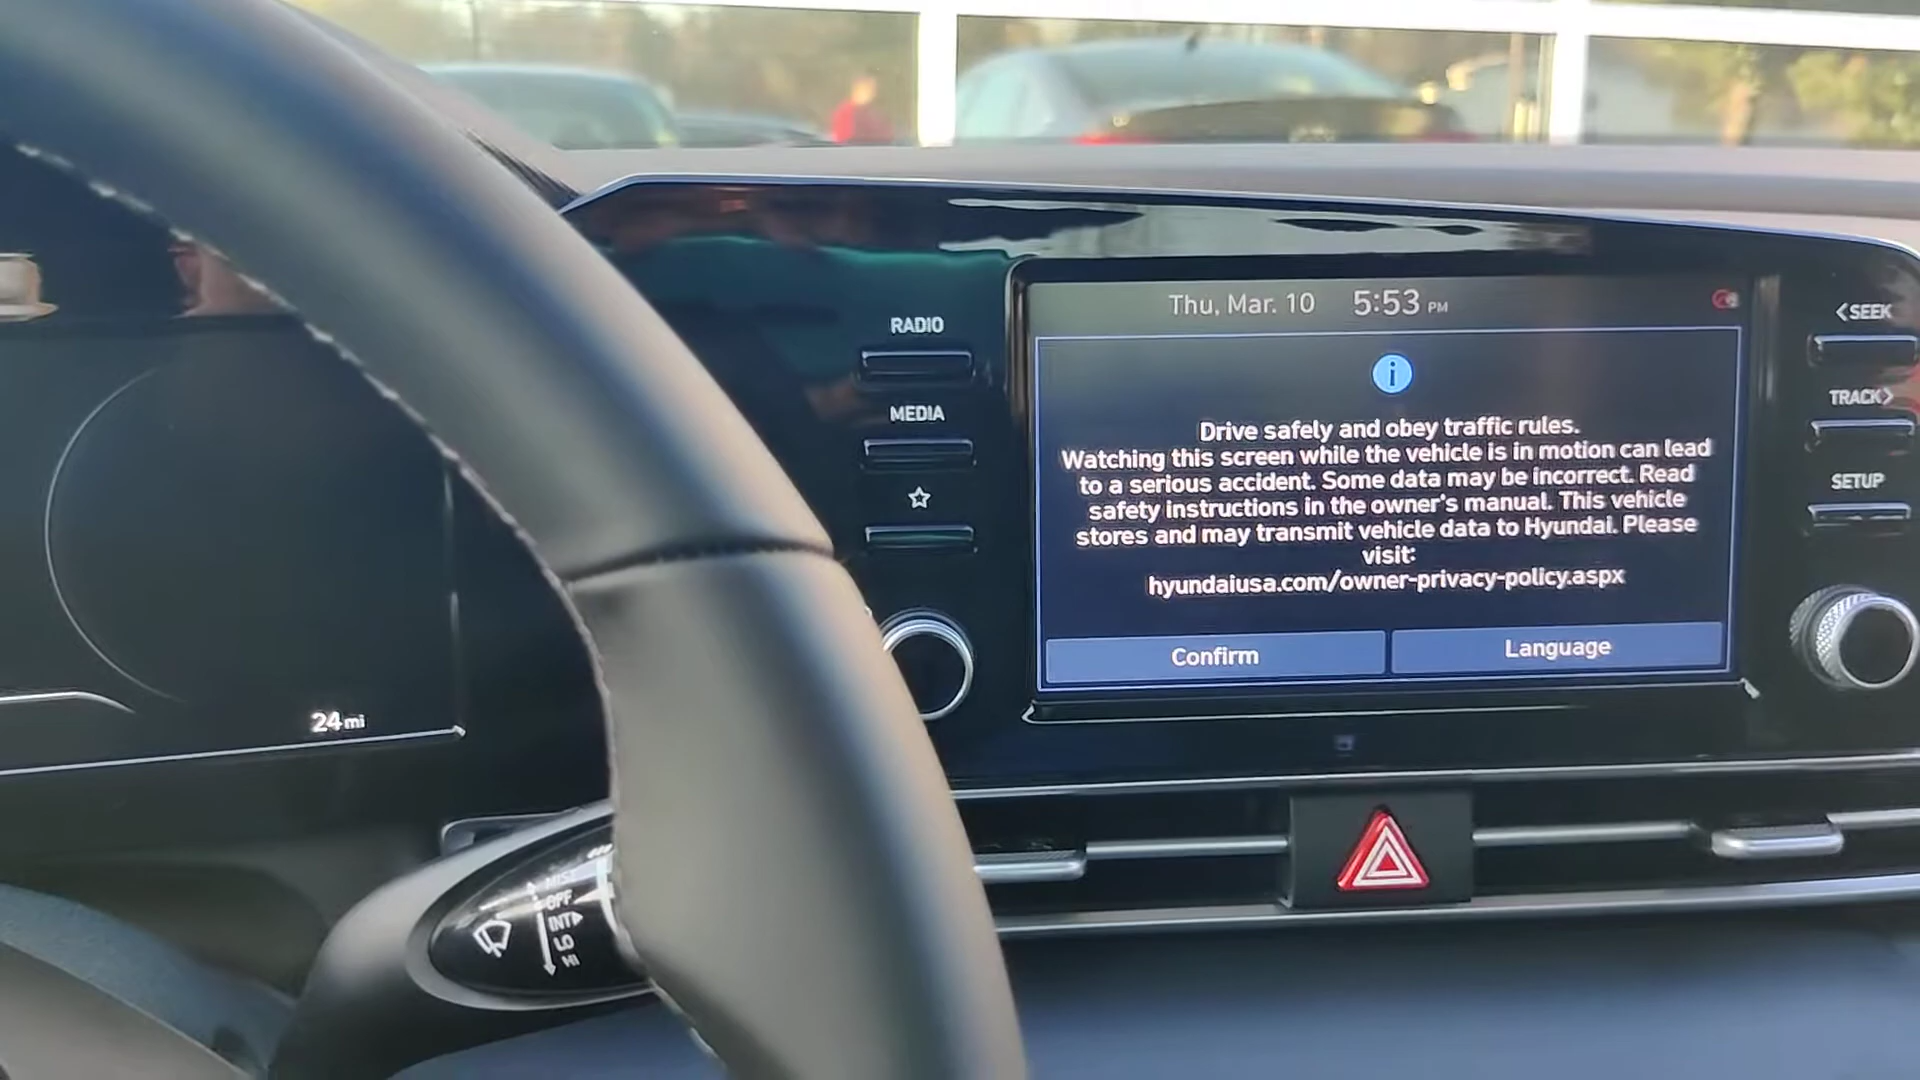 Thu, Mar. 10 5:53 PM
Drive safely and obey traffic rules.
Watching this screen while the vehicle is in motion can lead
to a serious accident. Some data may be incorrect. Read
safety instructions in the owner's manual. This vehicle
stores and may transmit vehicle data to Hyundai. Please
visit:
hyundaiusa.com/owner-privacy-policy.aspx
Confirm
Language
RADIO
MEDIA
<SEEK
TRACK>
SETUP
24 mi
MIST
OFF
INT
LO
HI